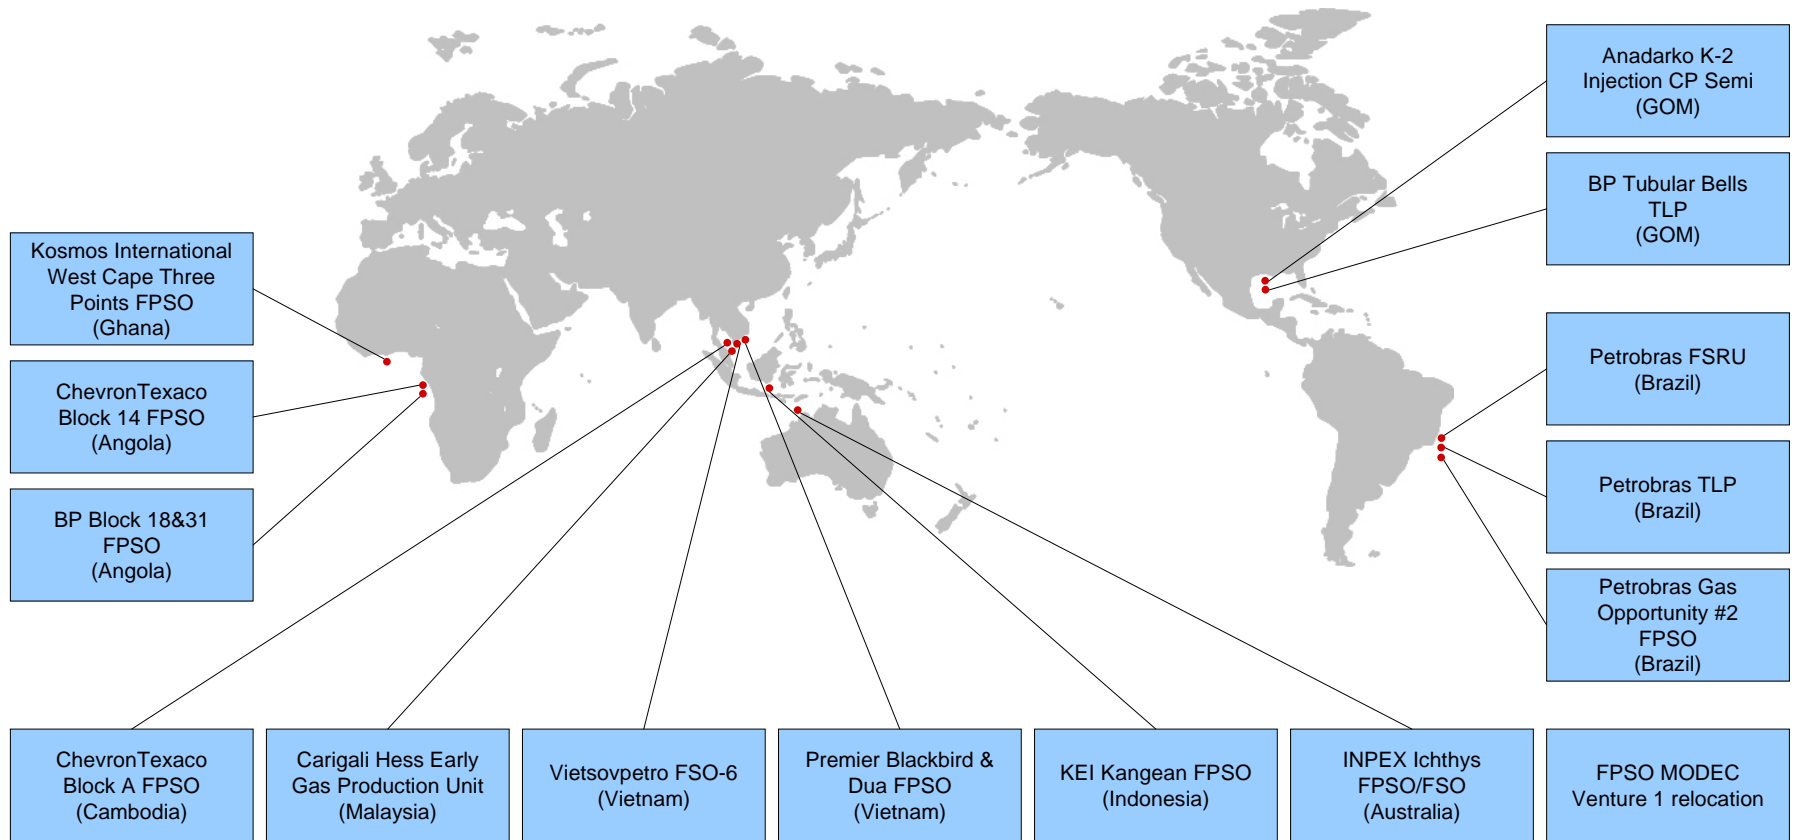 Anadarko K-2
Injection CP Semi
(GOM)
BP Tubular Bells
TLP
(GOM)
Kosmos International
West Cape Three
Points FPSO
(Ghana)
Petrobras FSRU
(Brazil)
ChevronTexaco
Block 14 FPSO
(Angola)
Petrobras TLP
(Brazil)
BP Block 18&31
FPSO
(Angola)
Petrobras Gas
Opportunity #2
FPSO
(Brazil)
ChevronTexaco
Block A FPSO
(Cambodia)
Carigali Hess Early
Gas Production Unit
(Malaysia)
Vietsovpetro FSO-6
(Vietnam)
Premier Blackbird &
Dua FPSO
(Vietnam)
KEI Kangean FPSO
(Indonesia)
INPEX Ichthys
FPSO/FSO
(Australia)
FPSO MODEC
Venture 1 relocation